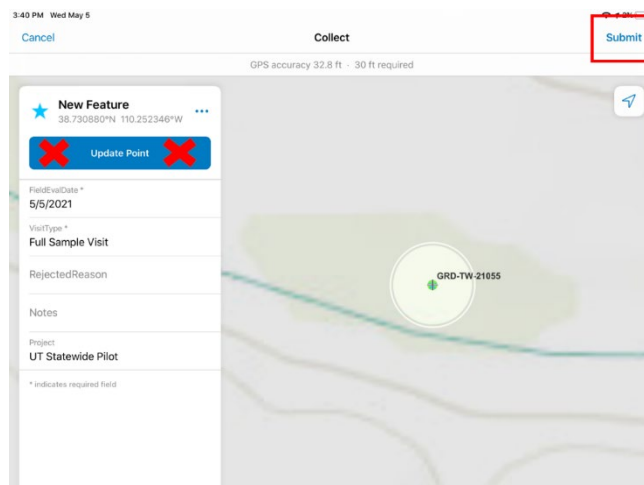 3:40 PM Wed May 5
Cancel
Collect
Submit
GPS accuracy 32.8 ft · 30 ft required
New Feature
38.730880°N 110.252346°W
Update Point
FieldEvalDate *
5/5/2021
VisitType *
Full Sample Visit
RejectedReason
Notes
Project
UT Statewide Pilot
* indicates required field
GRD-TW-21055